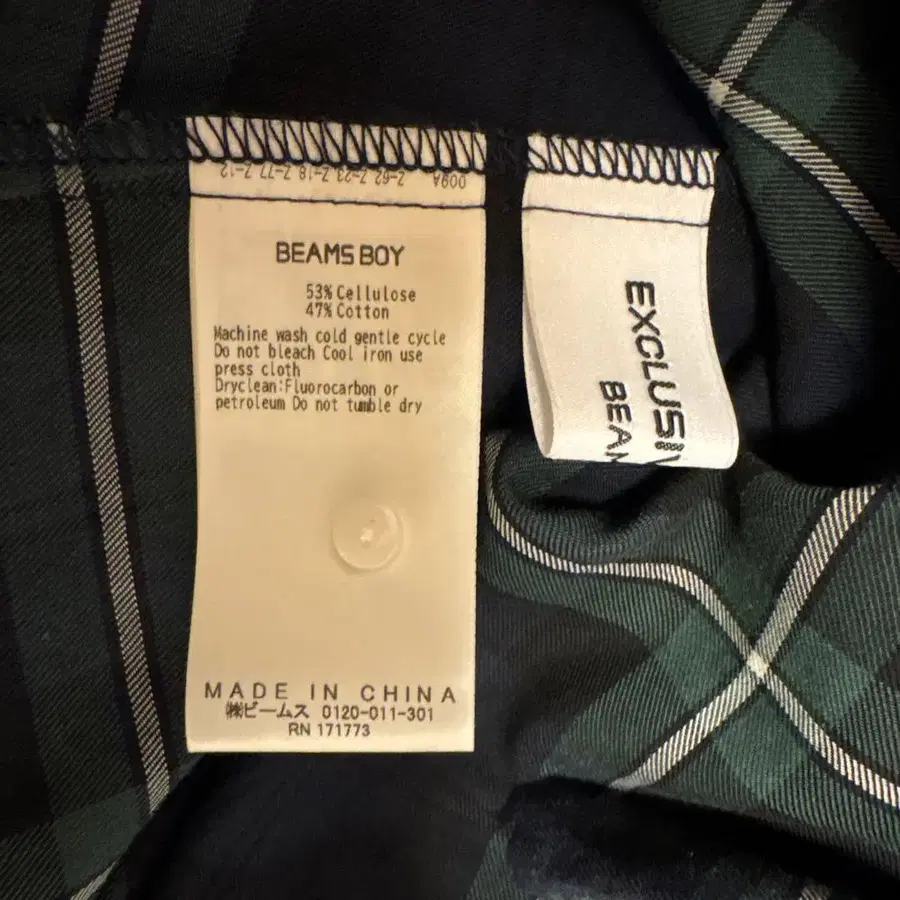 009A Z-62 Z-23 Z-18 Z-77 Z-12
BEAMS BOY
53% Cellulose
47% Cotton
Machine wash cold gentle cycle
Do not bleach Cool iron use
press cloth
Dryclean:Fluorocarbon or
petroleum Do not tumble dry
MADE IN CHINA
㈱ビームス 0120-011-301
RN 171773
EXCLUSIV
BEAM